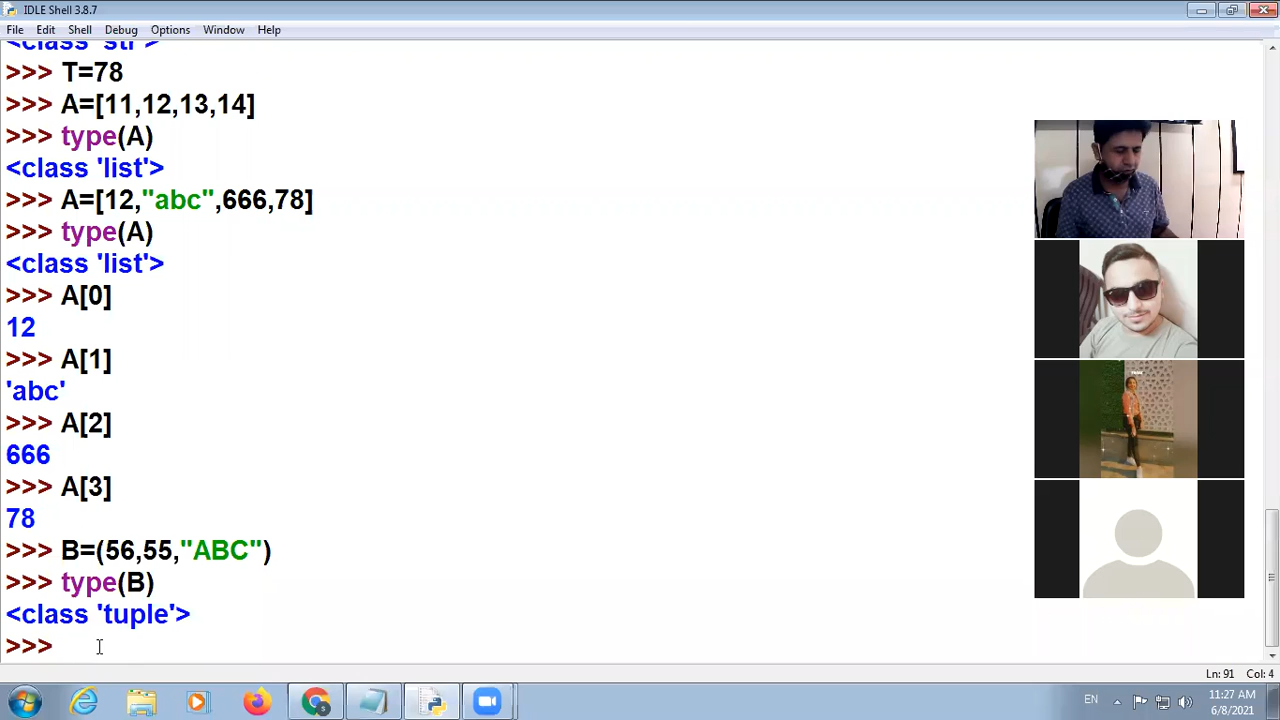 IDLE Shell 3.8.7
File Edit Shell Debug Options Window Help
<class 'str'>
>>> T=78
>>> A=[11,12,13,14]
>>> type(A)
<class 'list'>
>>> A=[12,"abc",666,78]
>>> type(A)
<class 'list'>
>>> A[0]
12
>>> A[1]
'abc'
>>> A[2]
666
>>> A[3]
78
>>> B=(56,55,"ABC")
>>> type(B)
<class 'tuple'>
>>>
Ln: 91 Col: 4
EN
11:27 AM
6/8/2021